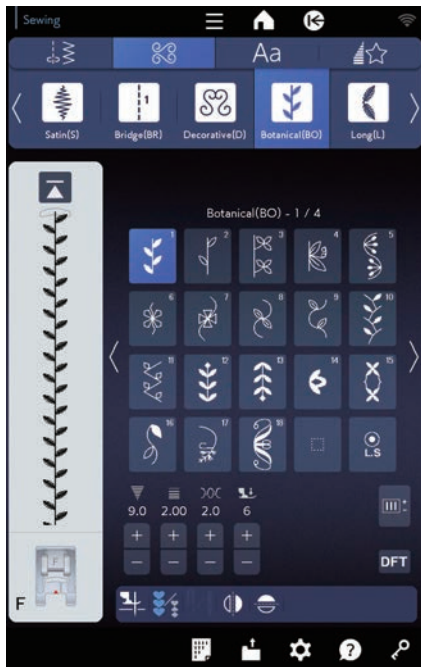 Sewing
Aa
1
Satin(S) Bridge(BR) Decorative(D) Botanical(BO) Long(L)
Botanical(BO) - 1 / 4
1 2 3 4 5
6 7 8 9 10
11 12 13 14 15
16 17 18
L.S
9.0 2.00 2.0 6
+ + + +
- - - -
DFT
F
F
?